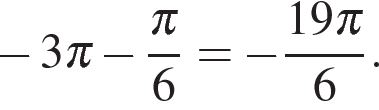 − 3π − π/6 = − 19π/6.